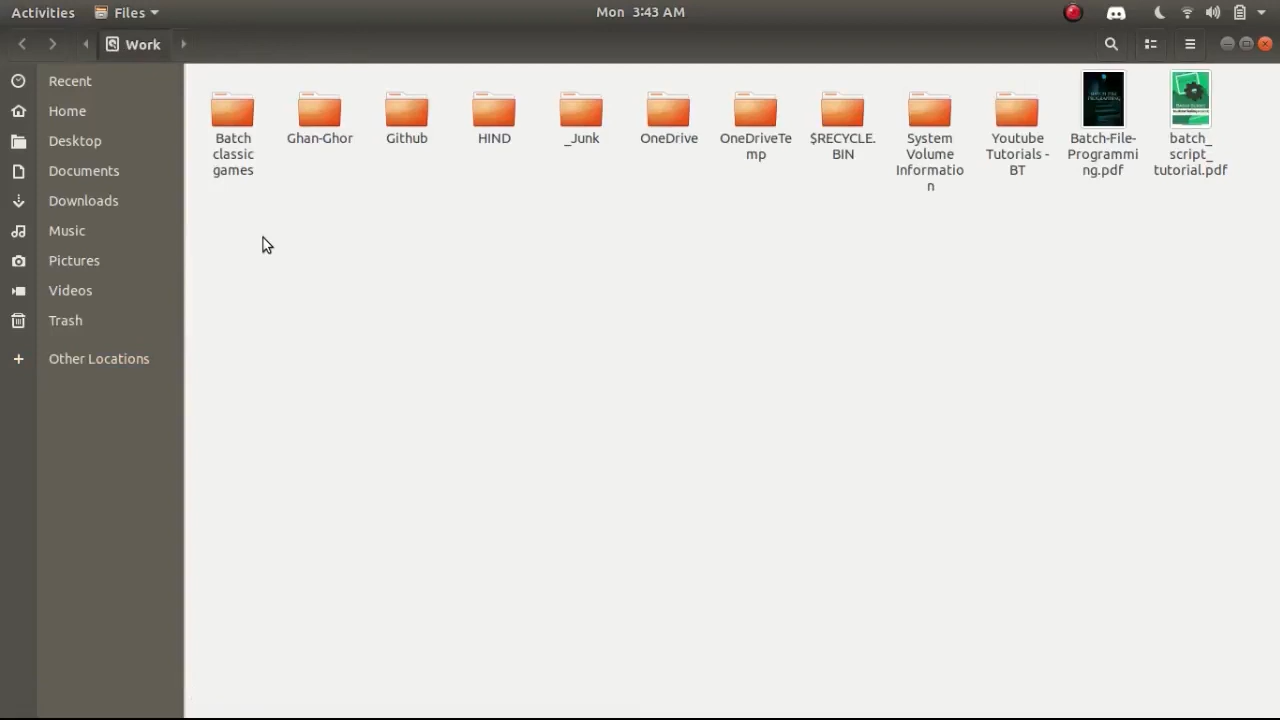 Activities Files Mon 3:43 AM
Work
Recent
Home
Desktop
Documents
Downloads
Music
Pictures
Videos
Trash
Other Locations
Batch
classic
games
Ghan-Ghor
Github
HIND
_Junk
OneDrive
OneDriveTe
mp
$RECYCLE.
BIN
System
Volume
Informatio
n
Youtube
Tutorials -
BT
Batch-File-
Programmi
ng.pdf
batch_
script_
tutorial.pdf